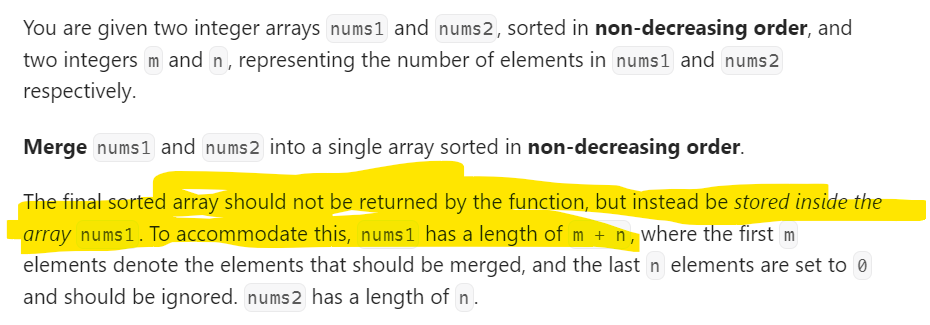 You are given two integer arrays nums1 and nums2, sorted in non-decreasing order, and
two integers m and n, representing the number of elements in nums1 and nums2
respectively.
Merge nums1 and nums2 into a single array sorted in non-decreasing order.
The final sorted array should not be returned by the function, but instead be stored inside the
array nums1. To accommodate this, nums1 has a length of m + n, where the first m
elements denote the elements that should be merged, and the last n elements are set to 0
and should be ignored. nums2 has a length of n.